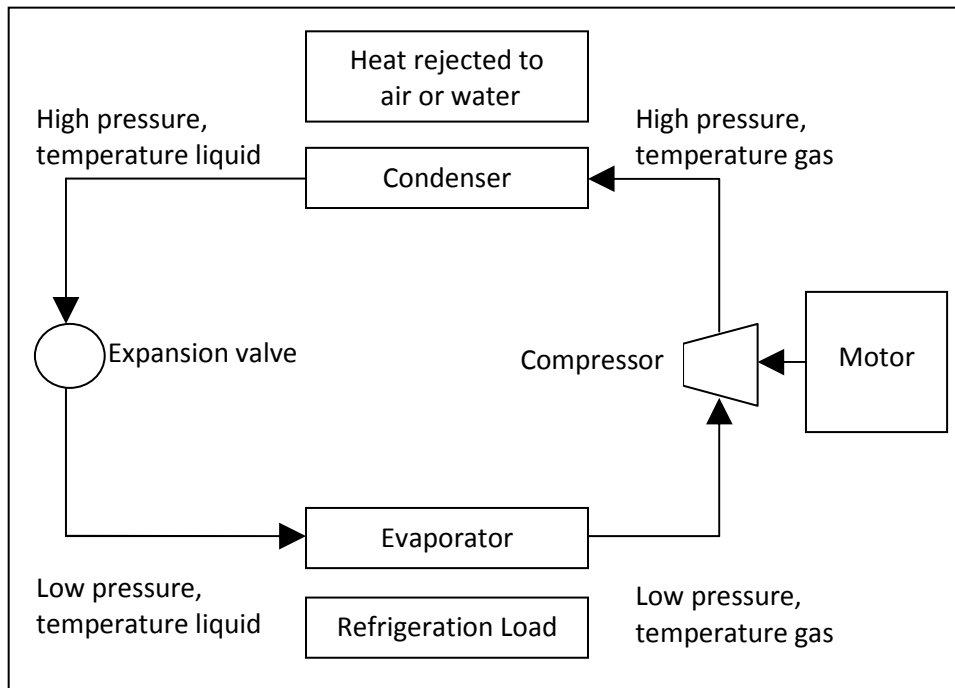 Heat rejected to
air or water
High pressure,
temperature liquid
High pressure,
temperature gas
Condenser
Expansion valve
Compressor
Motor
Evaporator
Low pressure,
temperature liquid
Refrigeration Load
Low pressure,
temperature gas